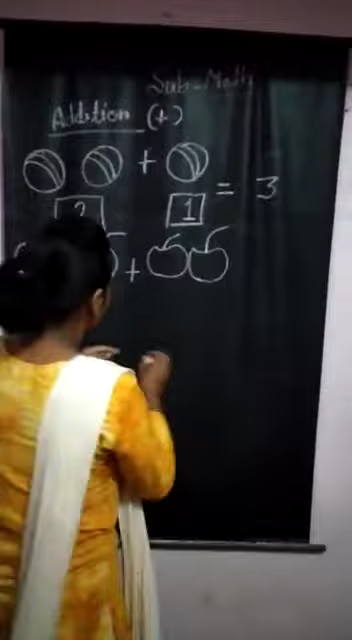 Sub - Math
Addition (+)
+
2 1 = 3
+